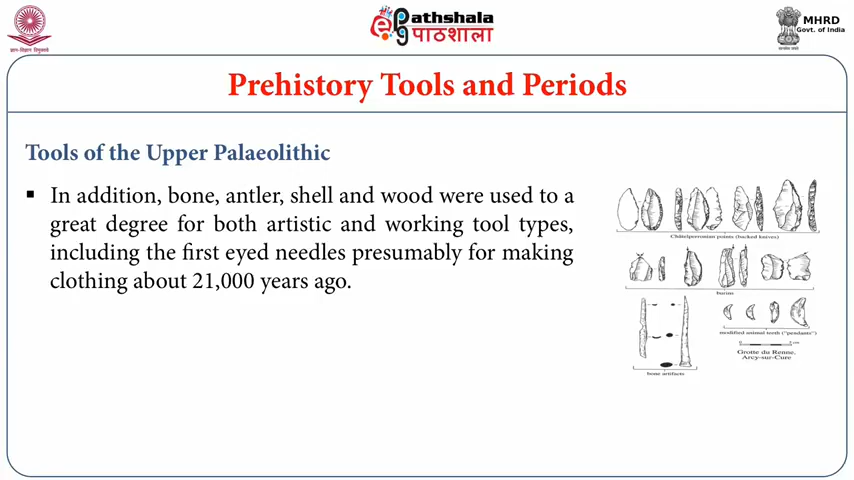 ePathshala
पाठशाला
MHRD
Govt. of India
Prehistory Tools and Periods
Tools of the Upper Palaeolithic
▪ In addition, bone, antler, shell and wood were used to a
great degree for both artistic and working tool types,
including the first eyed needles presumably for making
clothing about 21,000 years ago.
Châtelperronian points (backed knives)
burins
modified animal teeth ("pendants")
Grotte du Renne,
Arcy-sur-Cure
bone artifacts